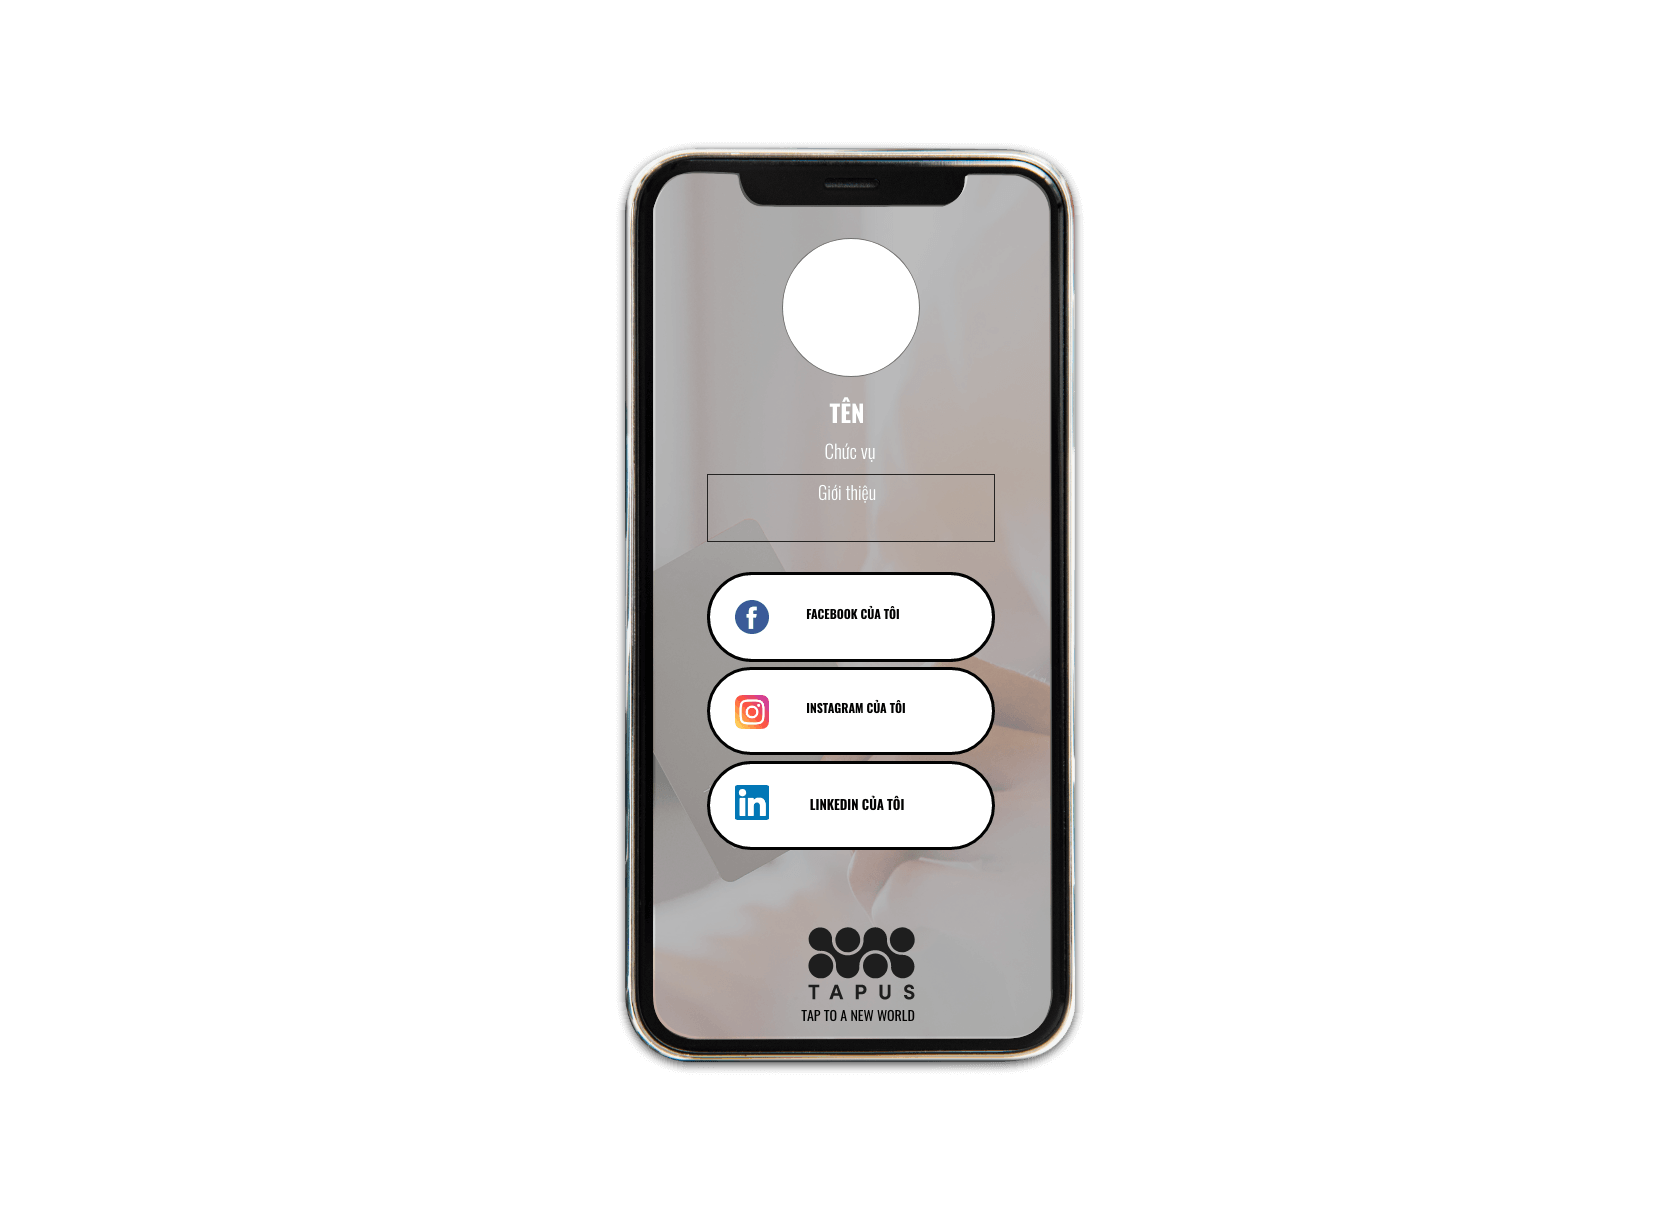 TÊN
Chức vụ
Giới thiệu
FACEBOOK CỦA TÔI
INSTAGRAM CỦA TÔI
LINKEDIN CỦA TÔI
TAPUS
TAP TO A NEW WORLD